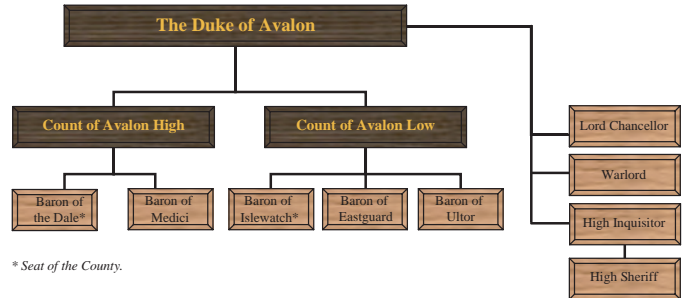 The Duke of Avalon
Count of Avalon High
Count of Avalon Low
Lord Chancellor
Warlord
Baron of
the Dale*
Baron of
Medici
Baron of
Islewatch*
Baron of
Eastguard
Baron of
Ultor
High Inquisitor
High Sheriff
* Seat of the County.